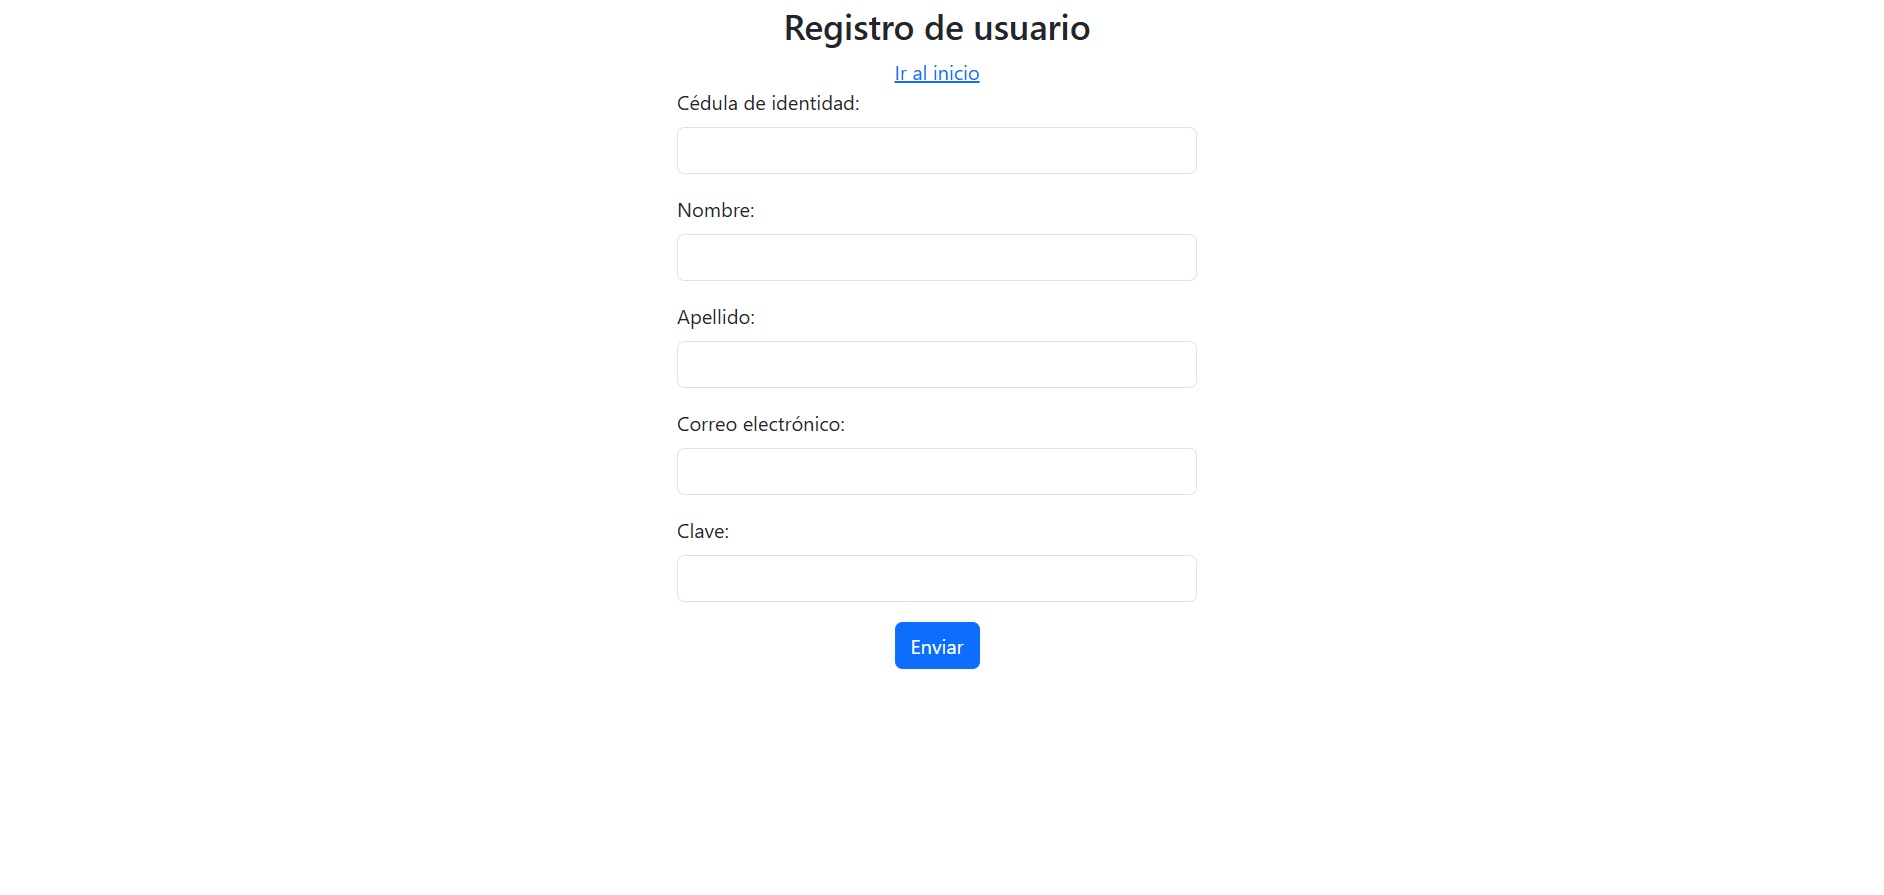 Registro de usuario
Ir al inicio
Cédula de identidad:
Nombre:
Apellido:
Correo electrónico:
Clave:
Enviar